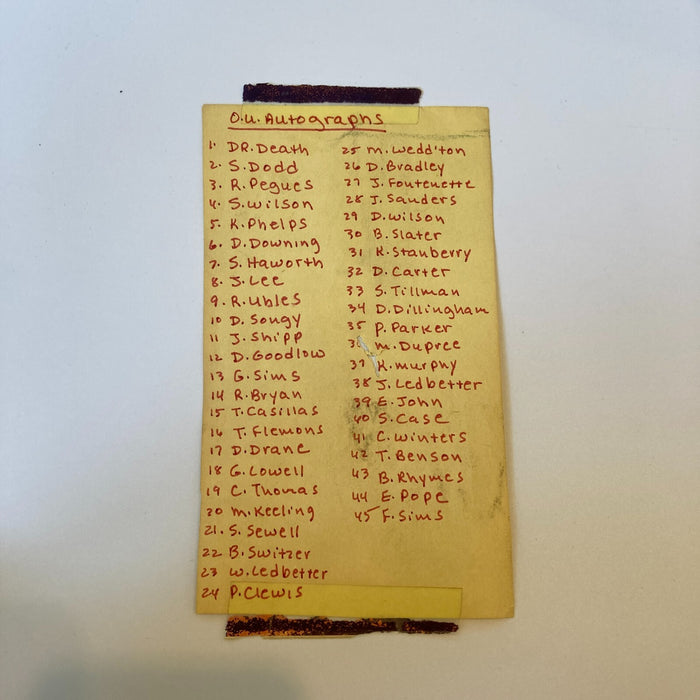 O.U. Autographs
1. DR. Death
2. S. Dodd
3. R. Pegues
4. S. Wilson
5. K. Phelps
6. D. Downing
7. S. Haworth
8. J. Lee
9. R. Ubles
10 D. Songy
11 J. Shipp
12 D. Goodlow
13 G. Sims
14 R. Bryan
15 T. Casillas
16 T. Flemons
17 D. Drane
18 G. Lowell
19 C. Thomas
20 M. Keeling
21. S. Sewell
22 B. Switzer
23 W. Ledbetter
24 P. Clewis
25 M. Wedd'ton
26 D. Bradley
27 J. Fontenette
28 J. Sanders
29 D. Wilson
30 B. Slater
31 K. Stanberry
32 D. Carter
33 S. Tillman
34 D. Dillingham
35 P. Parker
36 M. Dupree
37 K. Murphy
38 J. Ledbetter
39 E. John
40 S. Case
41 C. Winters
42 T. Benson
43 B. Rhymes
44 E. Pope
45 F. Sims